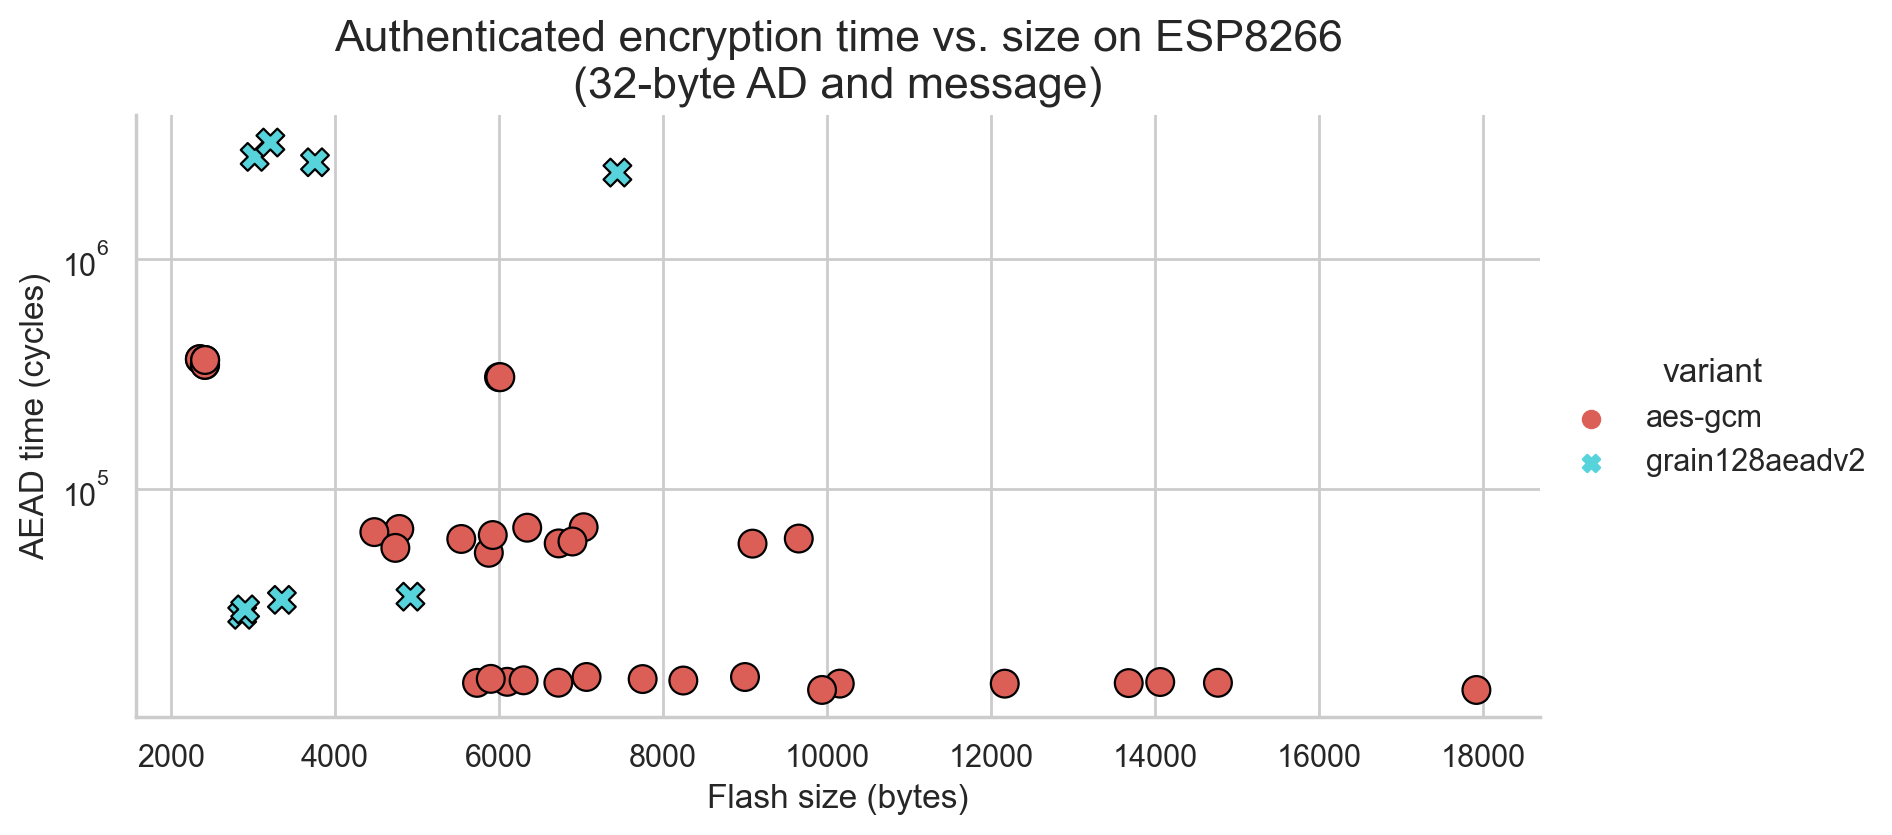 Authenticated encryption time vs. size on ESP8266
(32-byte AD and message)
10^6
10^5
AEAD time (cycles)
2000 4000 6000 8000 10000 12000 14000 16000 18000
Flash size (bytes)
variant
aes-gcm
grain128aeadv2